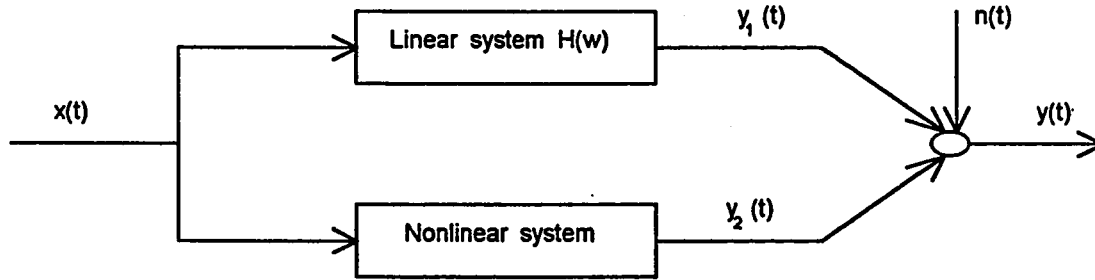 y₁ (t)
n(t)
Linear system H(w)
x(t)
y(t)
y₂ (t)
Nonlinear system